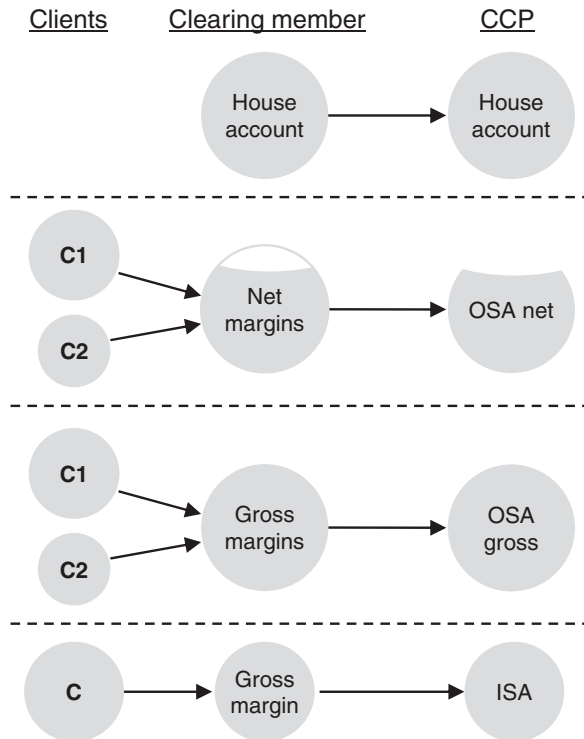 Clients Clearing member CCP
House account House account
C1
Net margins OSA net
C2
C1
Gross margins OSA gross
C2
C Gross margin ISA